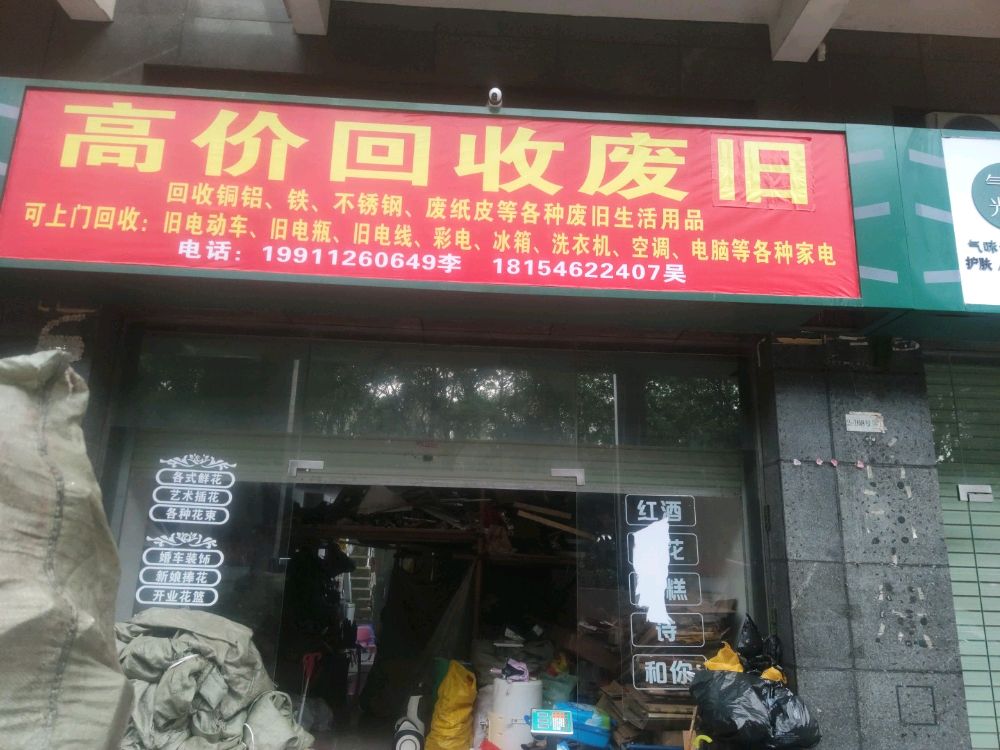 高价回收废旧
回收铜铝、铁、不锈钢、废纸皮等各种废旧生活用品
可上门回收：旧电动车、旧电瓶、旧电线、彩电、冰箱、洗衣机、空调、电脑等各种家电
电话：19911260649李 18154622407吴
气味
护肤
各式鲜花
艺术插花
各种花束
婚车装饰
新娘捧花
开业花篮
红酒
花
糕
诗
和你